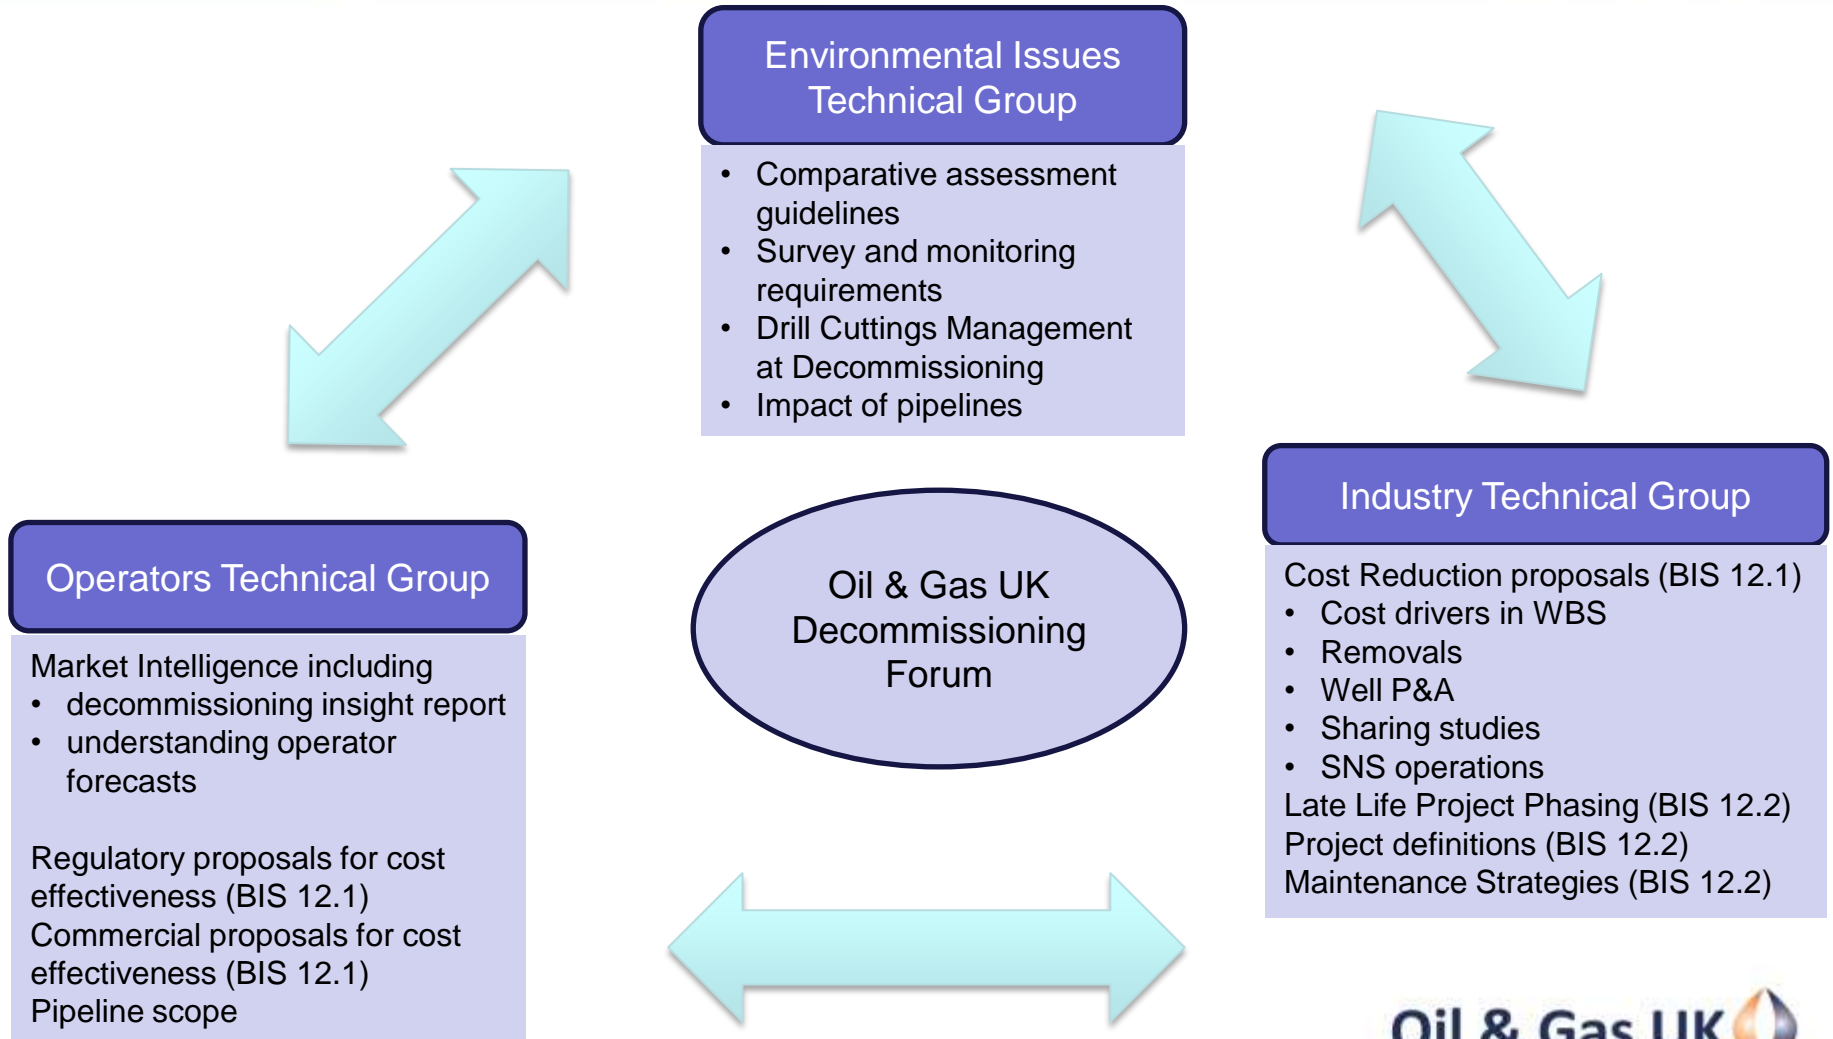 Environmental Issues
Technical Group
• Comparative assessment
guidelines
• Survey and monitoring
requirements
• Drill Cuttings Management
at Decommissioning
• Impact of pipelines
Operators Technical Group
Market Intelligence including
• decommissioning insight report
• understanding operator
forecasts
Regulatory proposals for cost
effectiveness (BIS 12.1)
Commercial proposals for cost
effectiveness (BIS 12.1)
Pipeline scope
Oil & Gas UK
Decommissioning
Forum
Industry Technical Group
Cost Reduction proposals (BIS 12.1)
• Cost drivers in WBS
• Removals
• Well P&A
• Sharing studies
• SNS operations
Late Life Project Phasing (BIS 12.2)
Project definitions (BIS 12.2)
Maintenance Strategies (BIS 12.2)
Oil & Gas UK